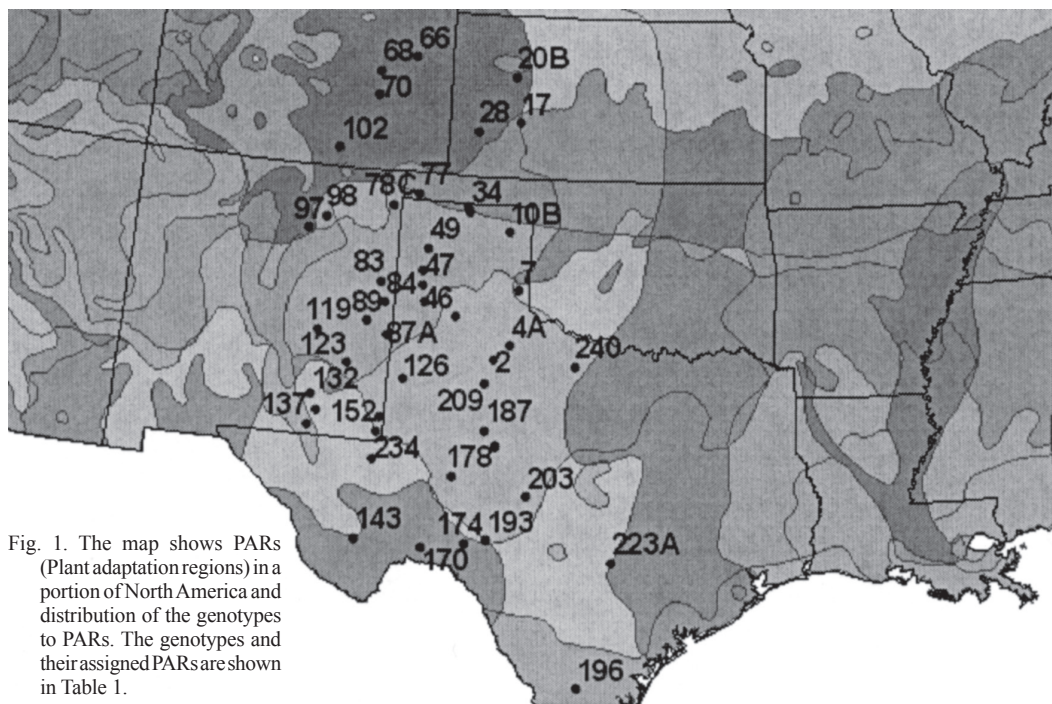 66
68
20B
70
17
28
102
77
78C
34
98
97
10B
49
47
83
84
7
46
89
119
87A
4A
123
2
240
126
132
209
137
152
187
234
178
203
143
174
193
170
223A
196
Fig. 1. The map shows PARs
(Plant adaptation regions) in a
portion of North America and
distribution of the genotypes
to PARs. The genotypes and
their assigned PARs are shown
in Table 1.